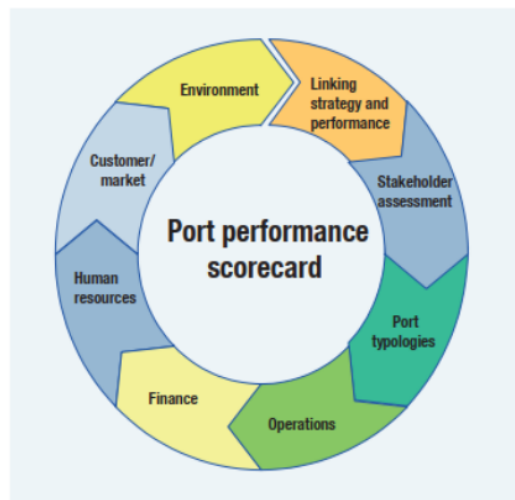 Environment
Linking
strategy and
performance
Stakeholder
assessment
Port
typologies
Operations
Finance
Human
resources
Customer/
market
Port performance
scorecard